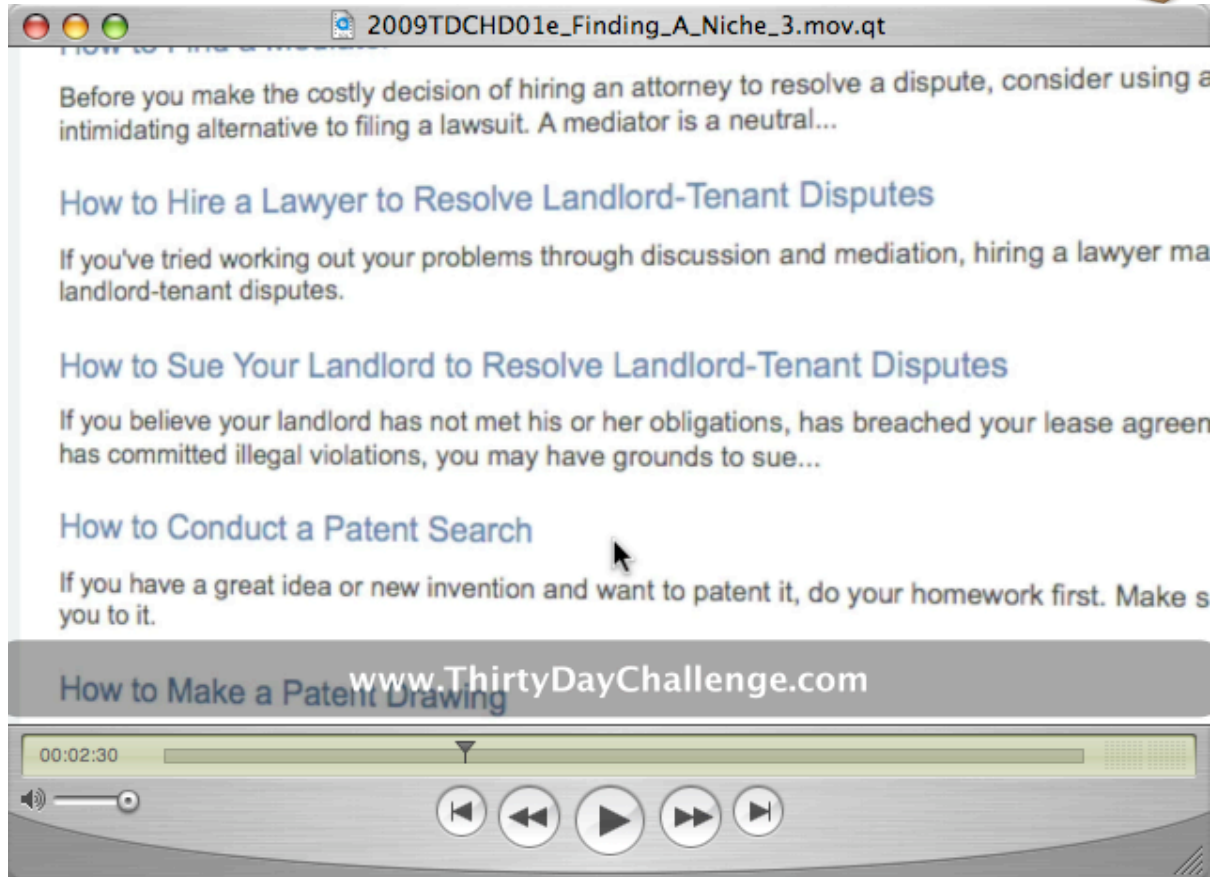 2009TDCHD01e_Finding_A_Niche_3.mov.qt
How to Find a Mediator
Before you make the costly decision of hiring an attorney to resolve a dispute, consider using a
intimidating alternative to filing a lawsuit. A mediator is a neutral...
How to Hire a Lawyer to Resolve Landlord-Tenant Disputes
If you've tried working out your problems through discussion and mediation, hiring a lawyer ma
landlord-tenant disputes.
How to Sue Your Landlord to Resolve Landlord-Tenant Disputes
If you believe your landlord has not met his or her obligations, has breached your lease agreen
has committed illegal violations, you may have grounds to sue...
How to Conduct a Patent Search
If you have a great idea or new invention and want to patent it, do your homework first. Make s
you to it.
www.ThirtyDayChallenge.com
How to Make a Patent Drawing
00:02:30